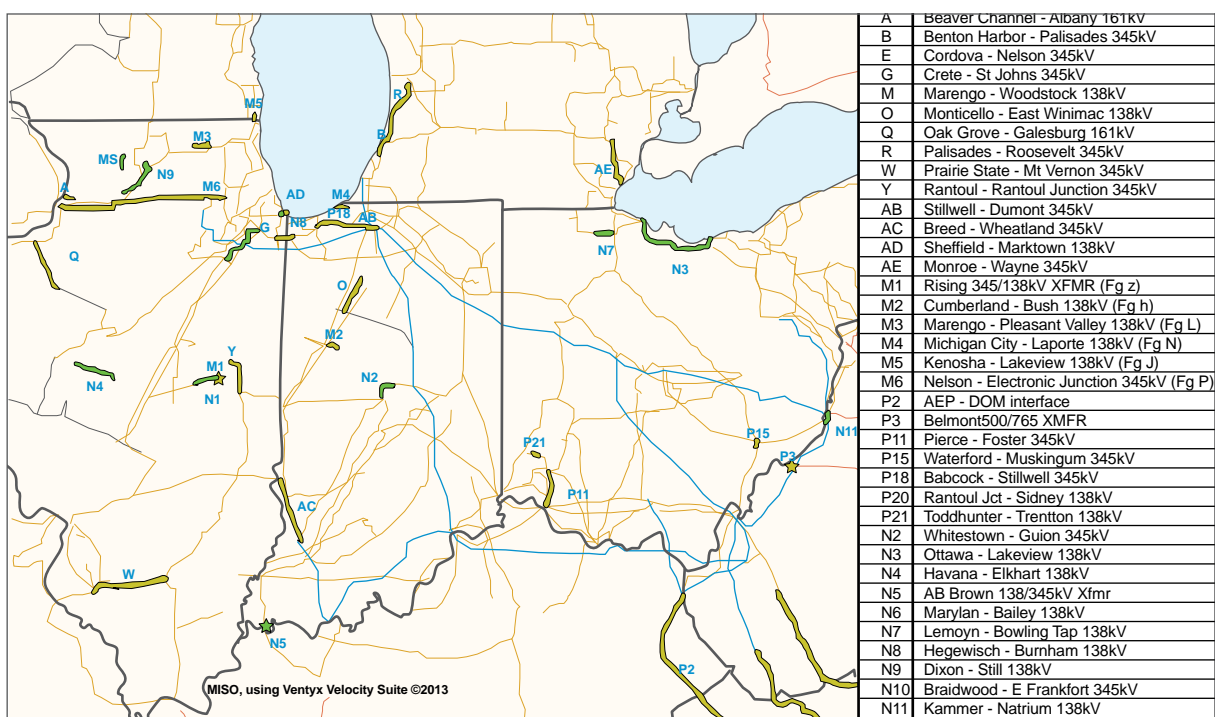 M5
R
B
M3
MS
N9
AE
A
M6
AD
M4
P18
AB
G
N8
N7
N3
Q
O
M2
Y
M1
N4
N1
N2
N11
P15
P21
P3
P11
AC
W
N5
P2
MISO, using Ventyx Velocity Suite ©2013
A Beaver Channel - Albany 161kV
B Benton Harbor - Palisades 345kV
E Cordova - Nelson 345kV
G Crete - St Johns 345kV
M Marengo - Woodstock 138kV
O Monticello - East Winimac 138kV
Q Oak Grove - Galesburg 161kV
R Palisades - Roosevelt 345kV
W Prairie State - Mt Vernon 345kV
Y Rantoul - Rantoul Junction 345kV
AB Stillwell - Dumont 345kV
AC Breed - Wheatland 345kV
AD Sheffield - Marktown 138kV
AE Monroe - Wayne 345kV
M1 Rising 345/138kV XFMR (Fg z)
M2 Cumberland - Bush 138kV (Fg h)
M3 Marengo - Pleasant Valley 138kV (Fg L)
M4 Michigan City - Laporte 138kV (Fg N)
M5 Kenosha - Lakeview 138kV (Fg J)
M6 Nelson - Electronic Junction 345kV (Fg P)
P2 AEP - DOM interface
P3 Belmont500/765 XMFR
P11 Pierce - Foster 345kV
P15 Waterford - Muskingum 345kV
P18 Babcock - Stillwell 345kV
P20 Rantoul Jct - Sidney 138kV
P21 Toddhunter - Trentton 138kV
N2 Whitestown - Guion 345kV
N3 Ottawa - Lakeview 138kV
N4 Havana - Elkhart 138kV
N5 AB Brown 138/345kV Xfmr
N6 Marylan - Bailey 138kV
N7 Lemoyn - Bowling Tap 138kV
N8 Hegewisch - Burnham 138kV
N9 Dixon - Still 138kV
N10 Braidwood - E Frankfort 345kV
N11 Kammer - Natrium 138kV